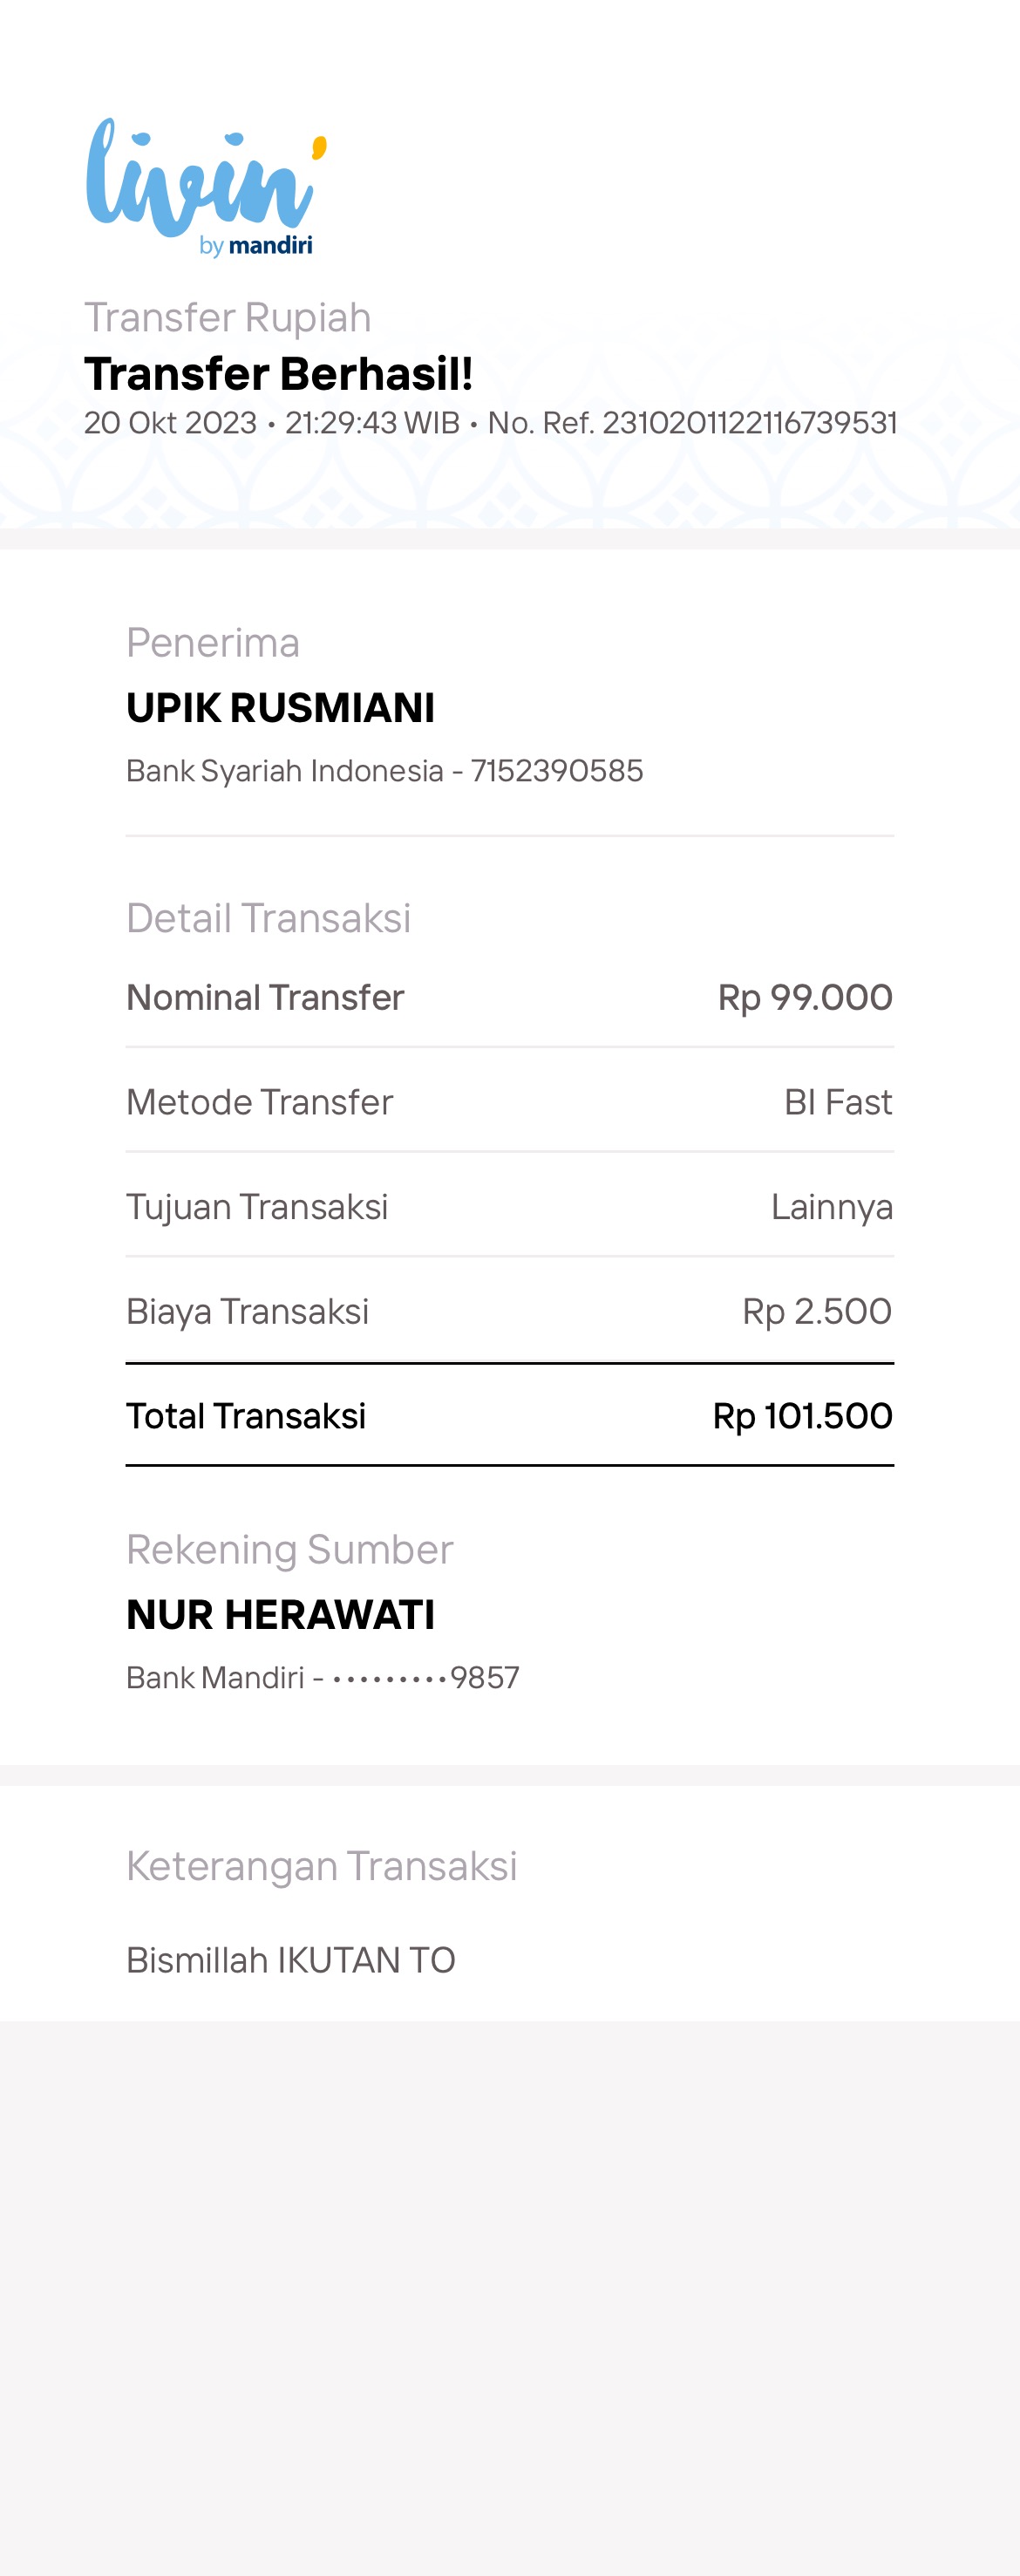 livin'
by mandiri
Transfer Rupiah
Transfer Berhasil!
20 Okt 2023 • 21:29:43 WIB • No. Ref. 2310201122116739531
Penerima
UPIK RUSMIANI
Bank Syariah Indonesia - 7152390585
Detail Transaksi
Nominal Transfer Rp 99.000
Metode Transfer BI Fast
Tujuan Transaksi Lainnya
Biaya Transaksi Rp 2.500
Total Transaksi Rp 101.500
Rekening Sumber
NUR HERAWATI
Bank Mandiri - •••••••••9857
Keterangan Transaksi
Bismillah IKUTAN TO